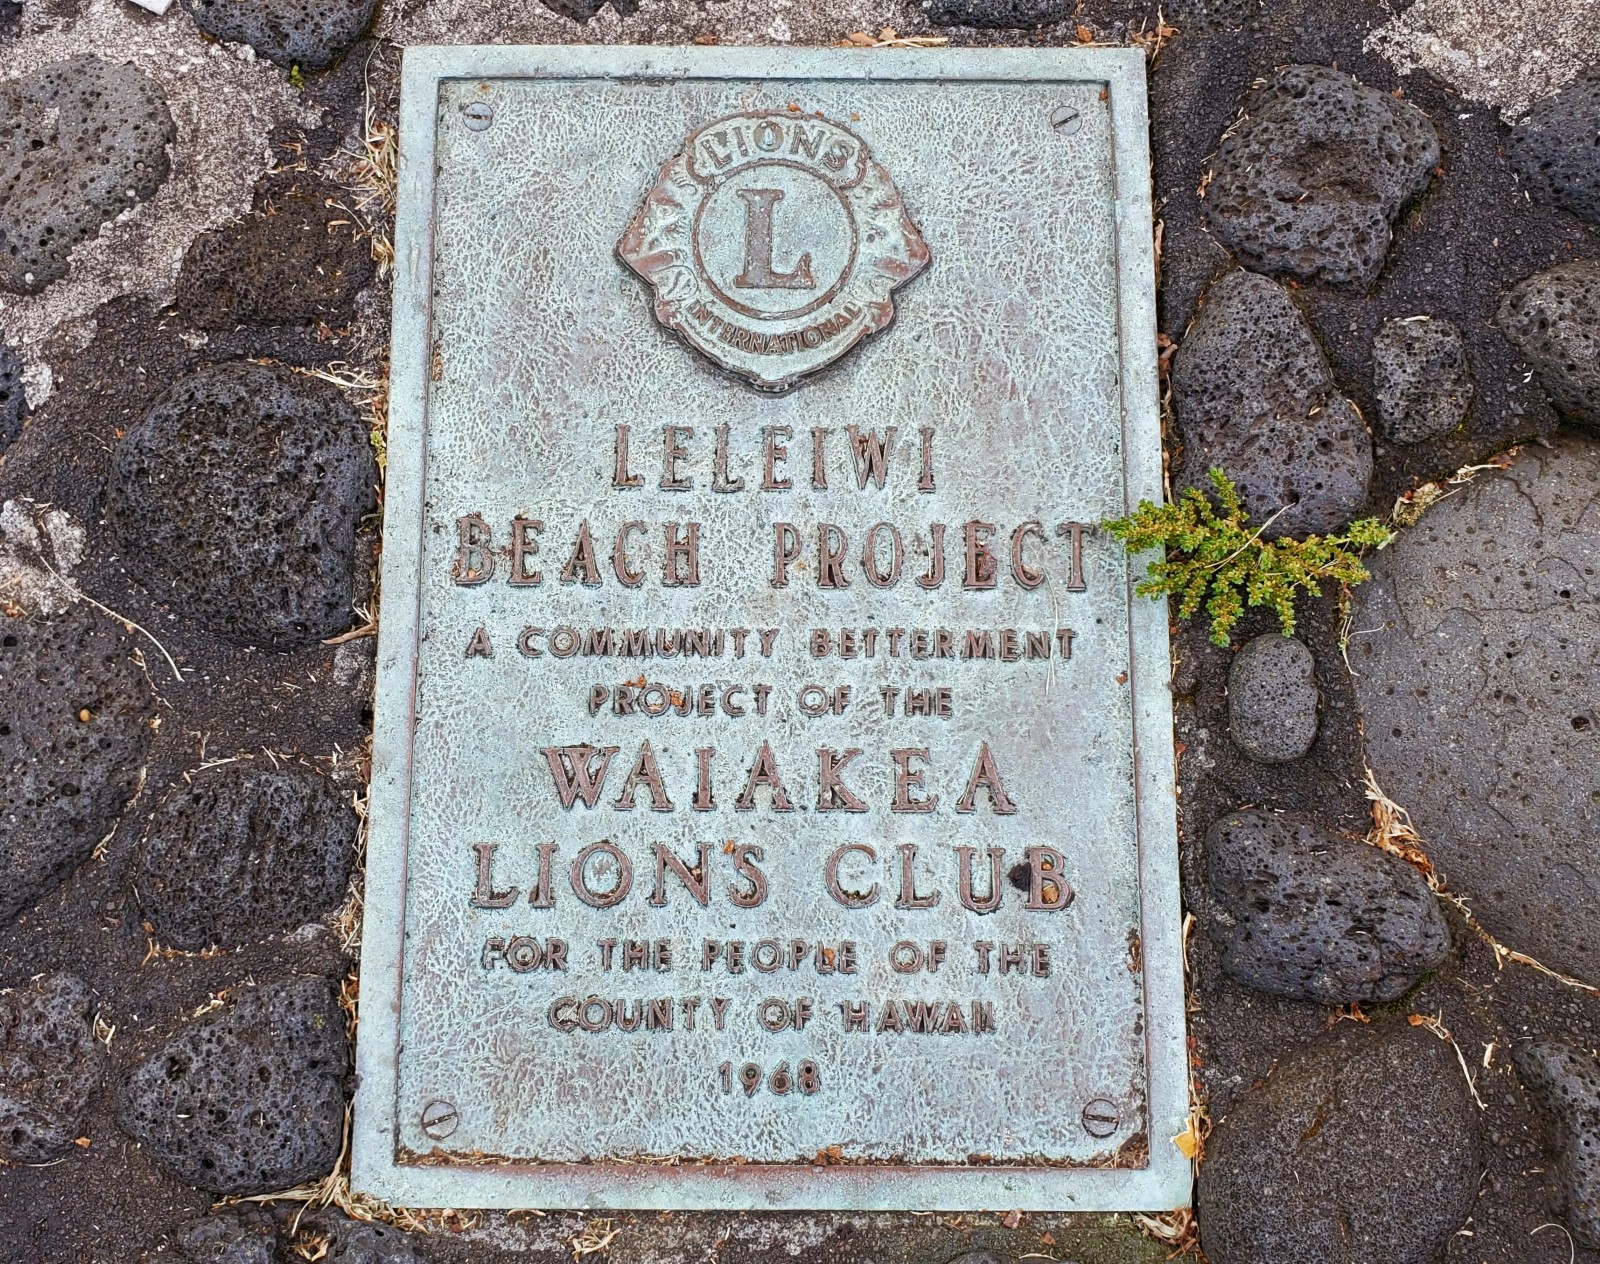 LIONS
L
INTERNATIONAL
LELEIWI
BEACH PROJECT
A COMMUNITY BETTERMENT
PROJECT OF THE
WAIAKEA
LIONS CLUB
FOR THE PEOPLE OF THE
COUNTY OF HAWAII
1968